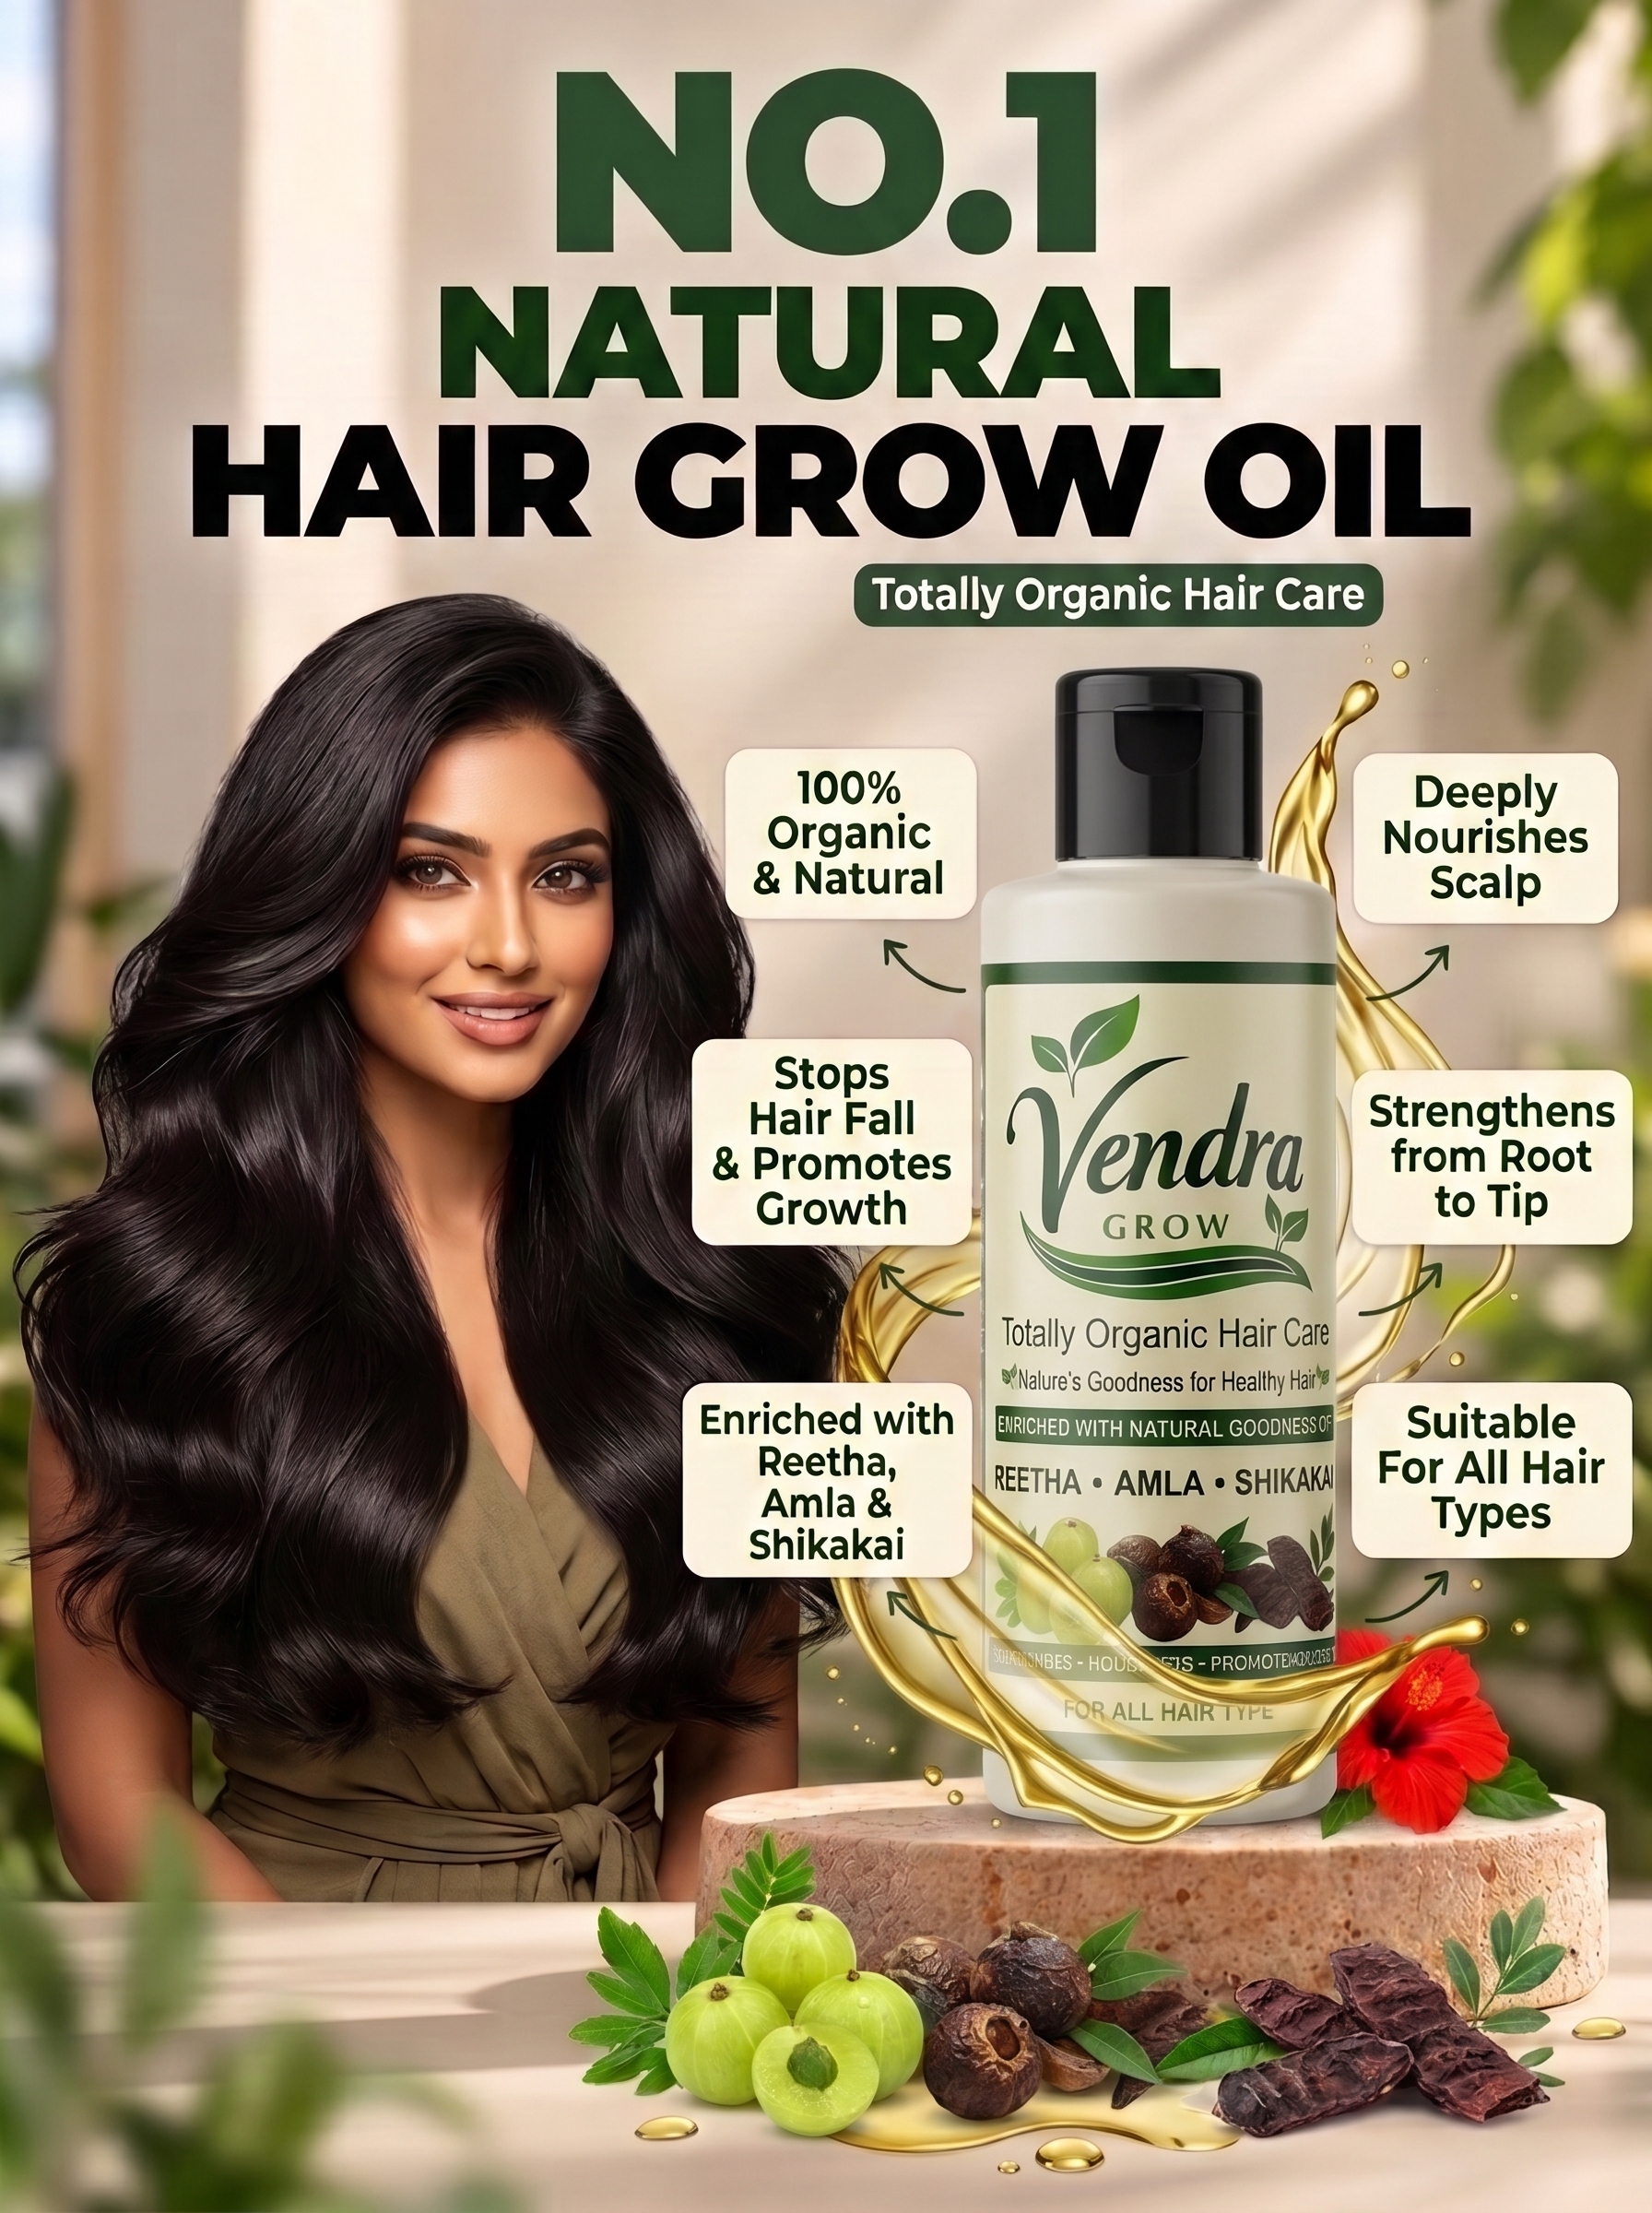 NO.1
NATURAL
HAIR GROW OIL
Totally Organic Hair Care
100%
Organic
& Natural
Stops
Hair Fall
& Promotes
Growth
Enriched with
Reetha,
Amla &
Shikakai
Deeply
Nourishes
Scalp
Strengthens
from Root
to Tip
Suitable
For All Hair
Types
Vendra
GROW
Totally Organic Hair Care
Nalure's Goodness for Healthy Hair
ENRICHED WITH NATURAL GOODNESS OF
REETHA • AMLA • SHIKAKAI
- PROMOTE
FOR ALL HAIR TYPE